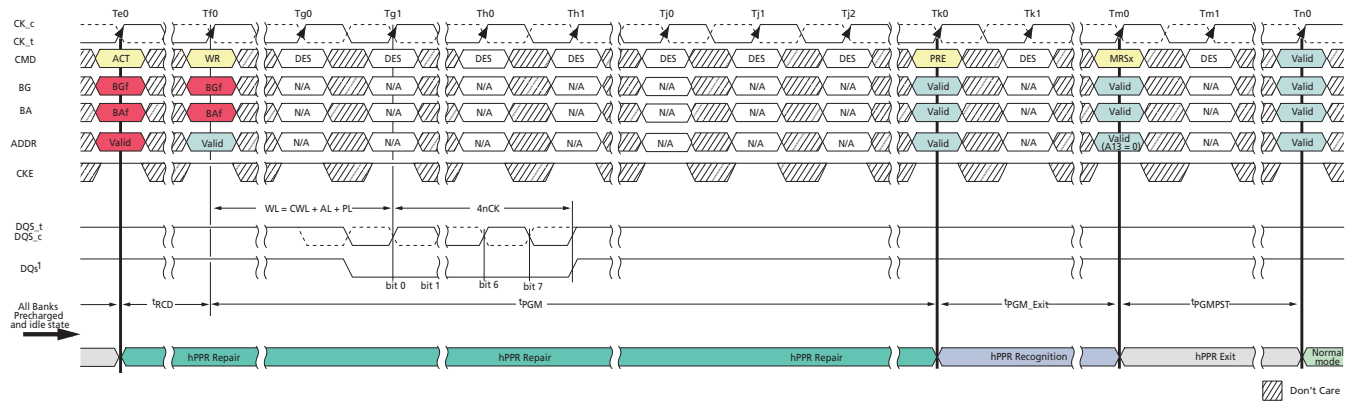 Te0 Tf0 Tg0 Tg1 Th0 Th1 Tj0 Tj1 Tj2 Tk0 Tk1 Tm0 Tm1 Tn0
CK_c
CK_t
CMD ACT WR DES DES DES DES DES DES DES PRE DES MRSx DES Valid
BG BGf BGf N/A N/A N/A N/A N/A N/A N/A Valid N/A Valid N/A Valid
BA BAf BAf N/A N/A N/A N/A N/A N/A N/A Valid N/A Valid N/A Valid
ADDR Valid Valid N/A N/A N/A N/A N/A N/A N/A Valid N/A Valid (A13 = 0) N/A Valid
CKE
WL = CWL + AL + PL 4nCK
DQS_t
DQS_c
DQs1
bit 0 bit 1 bit 6 bit 7
All Banks
Precharged
and idle state
tRCD tPGM tPGM_Exit tPGMPST
hPPR Repair hPPR Repair hPPR Repair hPPR Recognition hPPR Exit Normal
mode
Don't Care